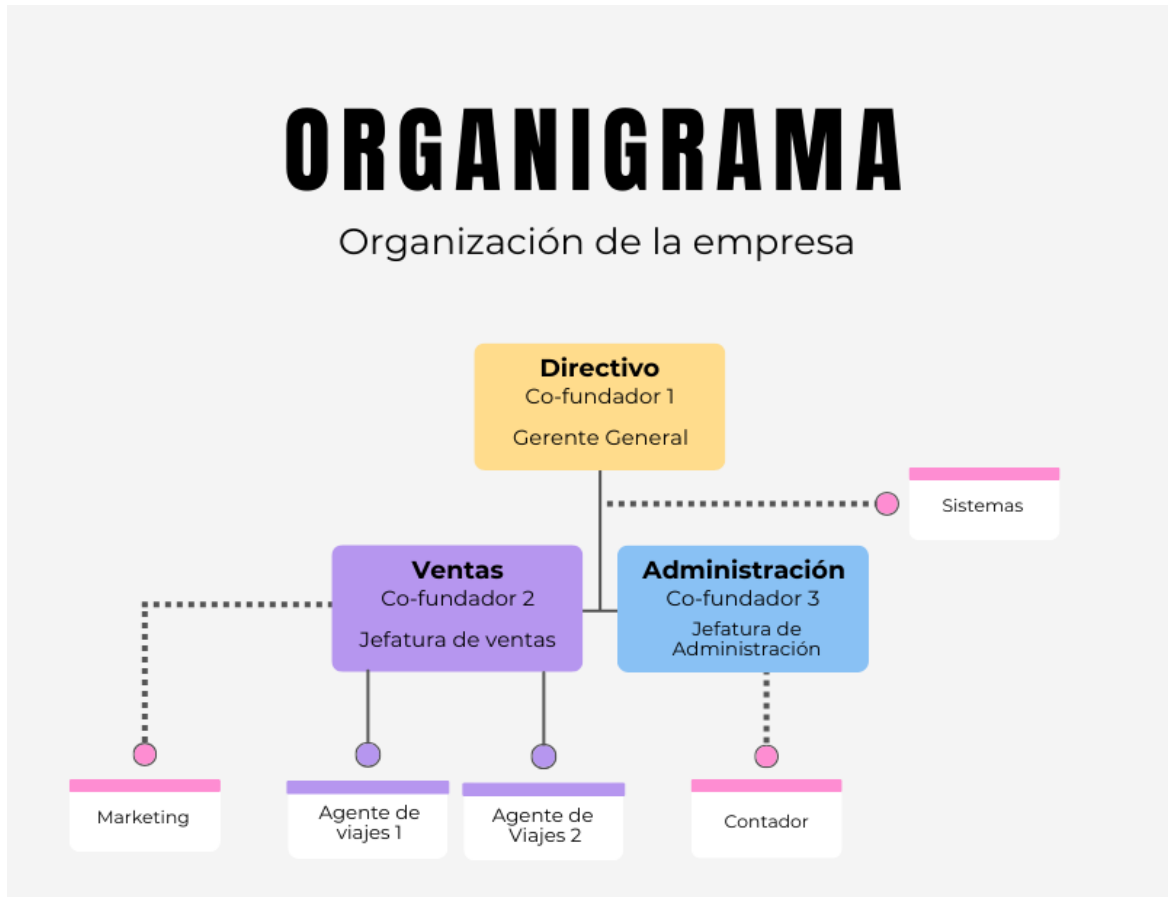 ORGANIGRAMA
Organización de la empresa
Directivo
Co-fundador 1
Gerente General
Sistemas
Ventas
Co-fundador 2
Jefatura de ventas
Administración
Co-fundador 3
Jefatura de
Administración
Marketing
Agente de
viajes 1
Agente de
Viajes 2
Contador